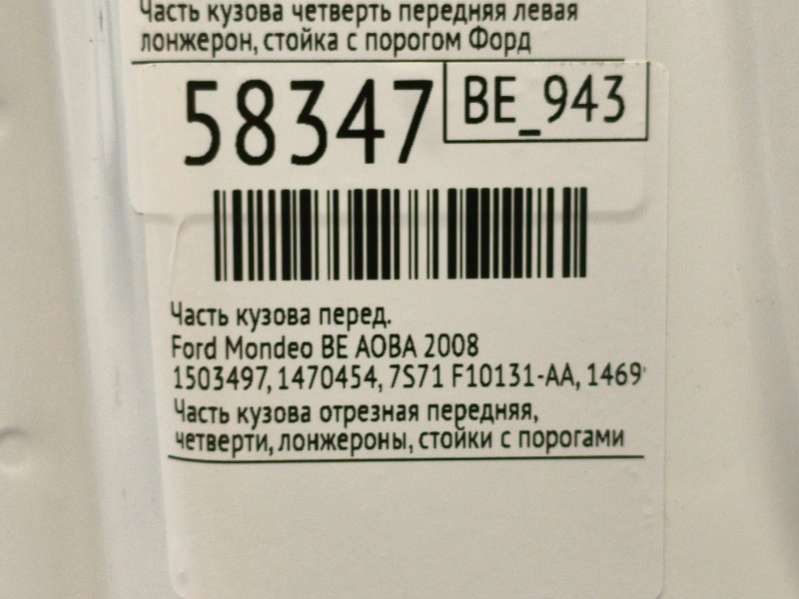 Часть кузова четверть передняя левая
лонжерон, стойка с порогом Форд
58347
BE_943
Часть кузова перед.
Ford Mondeo BE AOBA 2008
1503497, 1470454, 7S71 F10131-AA, 1469
Часть кузова отрезная передняя,
четверти, лонжероны, стойки с порогами